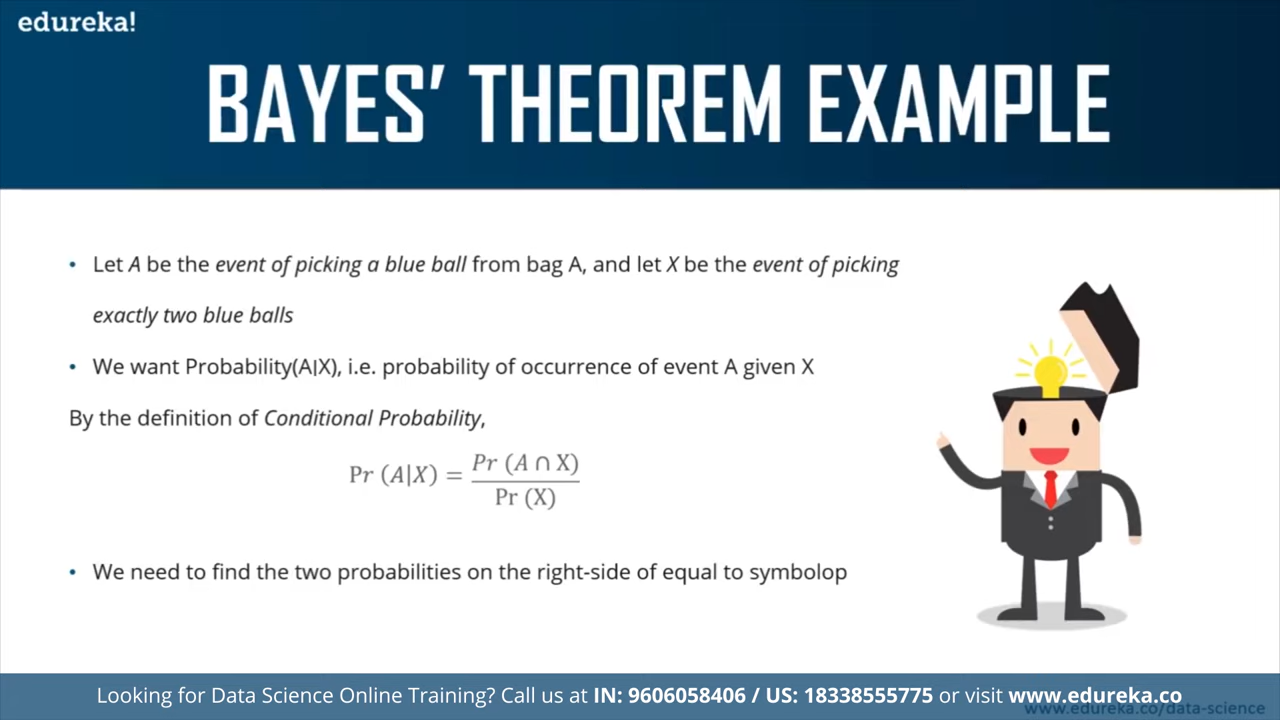 edureka!
BAYES' THEOREM EXAMPLE
• Let A be the event of picking a blue ball from bag A, and let X be the event of picking
exactly two blue balls
• We want Probability(A|X), i.e. probability of occurrence of event A given X
By the definition of Conditional Probability,
Pr (A|X) = Pr (A ∩ X) / Pr (X)
• We need to find the two probabilities on the right-side of equal to symbolop
Looking for Data Science Online Training? Call us at IN: 9606058406 / US: 18338555775 or visit www.edureka.co
www.edureka.co/data-science